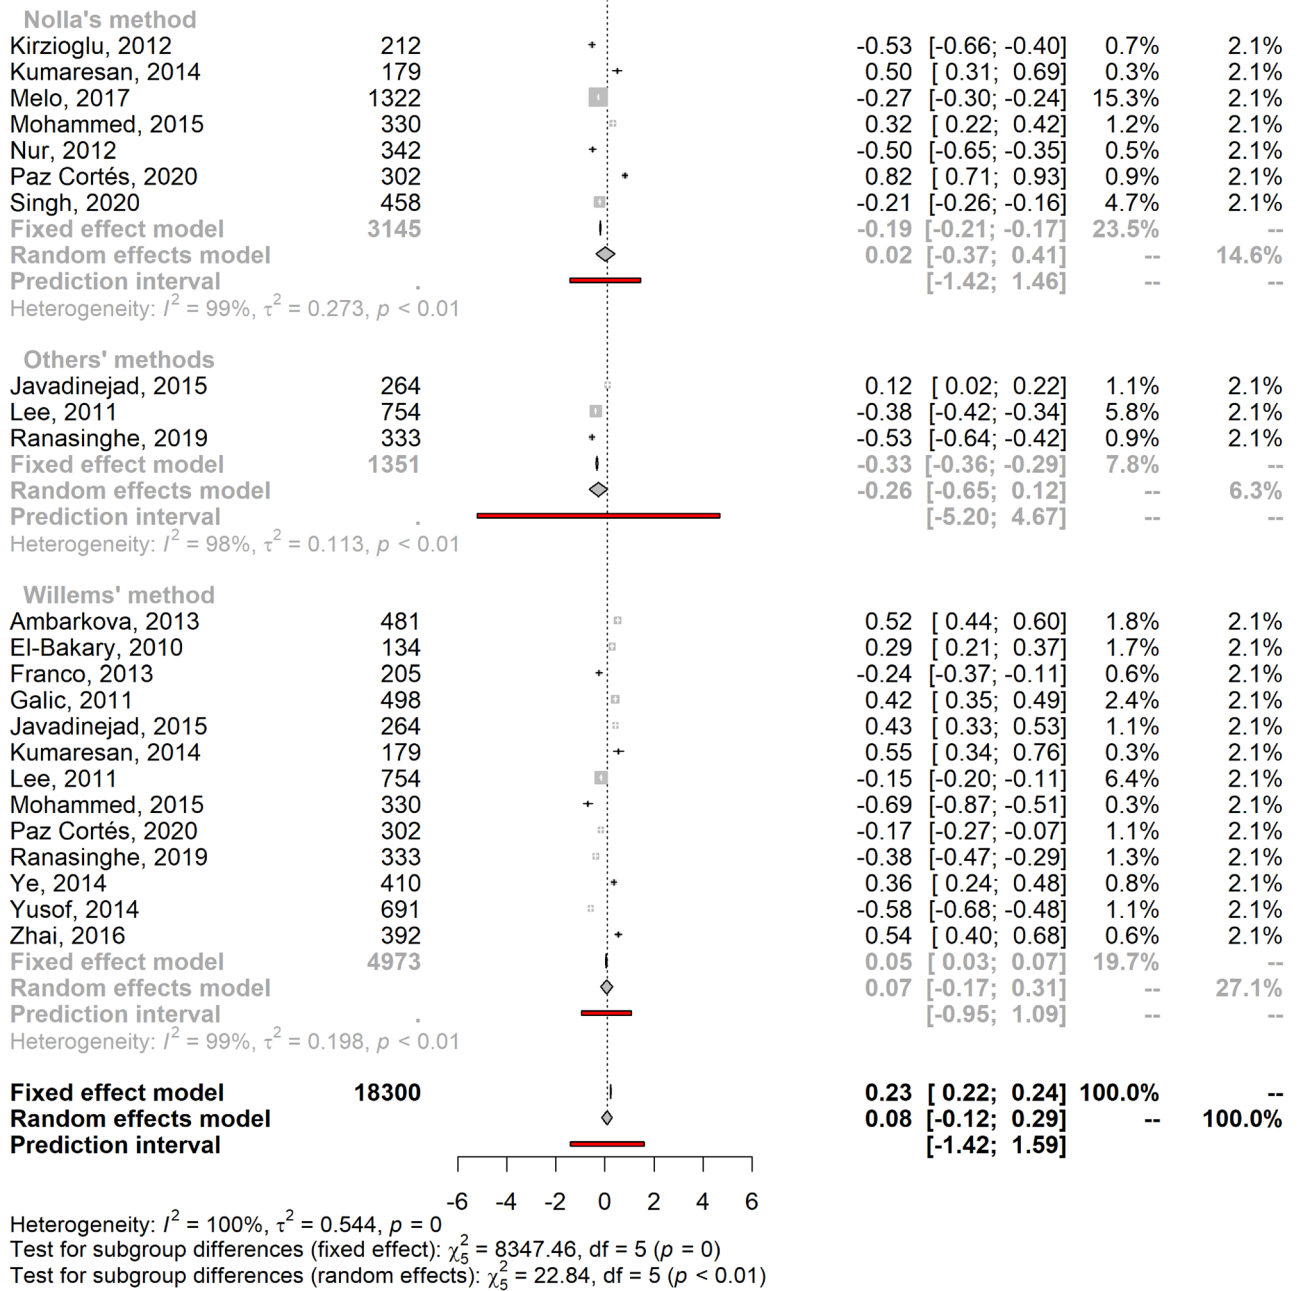 Nolla's method
Kirzioglu, 2012 212 -0.53 [-0.66; -0.40] 0.7% 2.1%
Kumaresan, 2014 179 0.50 [ 0.31; 0.69] 0.3% 2.1%
Melo, 2017 1322 -0.27 [-0.30; -0.24] 15.3% 2.1%
Mohammed, 2015 330 0.32 [ 0.22; 0.42] 1.2% 2.1%
Nur, 2012 342 -0.50 [-0.65; -0.35] 0.5% 2.1%
Paz Cortés, 2020 302 0.82 [ 0.71; 0.93] 0.9% 2.1%
Singh, 2020 458 -0.21 [-0.26; -0.16] 4.7% 2.1%
Fixed effect model 3145 -0.19 [-0.21; -0.17] 23.5% --
Random effects model 0.02 [-0.37; 0.41] -- 14.6%
Prediction interval . [-1.42; 1.46] -- --
Heterogeneity: I² = 99%, τ² = 0.273, p < 0.01
Others' methods
Javadinejad, 2015 264 0.12 [ 0.02; 0.22] 1.1% 2.1%
Lee, 2011 754 -0.38 [-0.42; -0.34] 5.8% 2.1%
Ranasinghe, 2019 333 -0.53 [-0.64; -0.42] 0.9% 2.1%
Fixed effect model 1351 -0.33 [-0.36; -0.29] 7.8% --
Random effects model -0.26 [-0.65; 0.12] -- 6.3%
Prediction interval . [-5.20; 4.67] -- --
Heterogeneity: I² = 98%, τ² = 0.113, p < 0.01
Willems' method
Ambarkova, 2013 481 0.52 [ 0.44; 0.60] 1.8% 2.1%
El-Bakary, 2010 134 0.29 [ 0.21; 0.37] 1.7% 2.1%
Franco, 2013 205 -0.24 [-0.37; -0.11] 0.6% 2.1%
Galic, 2011 498 0.42 [ 0.35; 0.49] 2.4% 2.1%
Javadinejad, 2015 264 0.43 [ 0.33; 0.53] 1.1% 2.1%
Kumaresan, 2014 179 0.55 [ 0.34; 0.76] 0.3% 2.1%
Lee, 2011 754 -0.15 [-0.20; -0.11] 6.4% 2.1%
Mohammed, 2015 330 -0.69 [-0.87; -0.51] 0.3% 2.1%
Paz Cortés, 2020 302 -0.17 [-0.27; -0.07] 1.1% 2.1%
Ranasinghe, 2019 333 -0.38 [-0.47; -0.29] 1.3% 2.1%
Ye, 2014 410 0.36 [ 0.24; 0.48] 0.8% 2.1%
Yusof, 2014 691 -0.58 [-0.68; -0.48] 1.1% 2.1%
Zhai, 2016 392 0.54 [ 0.40; 0.68] 0.6% 2.1%
Fixed effect model 4973 0.05 [ 0.03; 0.07] 19.7% --
Random effects model 0.07 [-0.17; 0.31] -- 27.1%
Prediction interval . [-0.95; 1.09] -- --
Heterogeneity: I² = 99%, τ² = 0.198, p < 0.01
Fixed effect model 18300 0.23 [ 0.22; 0.24] 100.0% --
Random effects model 0.08 [-0.12; 0.29] -- 100.0%
Prediction interval [-1.42; 1.59]
-6 -4 -2 0 2 4 6
Heterogeneity: I² = 100%, τ² = 0.544, p = 0
Test for subgroup differences (fixed effect): χ²₅ = 8347.46, df = 5 (p = 0)
Test for subgroup differences (random effects): χ²₅ = 22.84, df = 5 (p < 0.01)